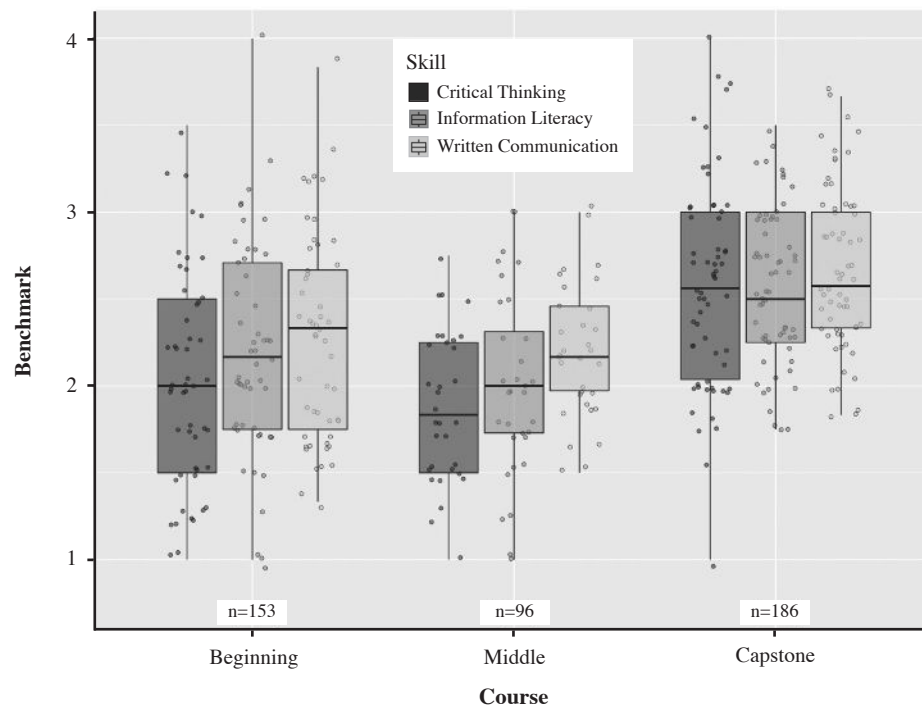 4
3
2
1
Benchmark
Skill
Critical Thinking
Information Literacy
Written Communication
n=153
n=96
n=186
Beginning
Middle
Capstone
Course